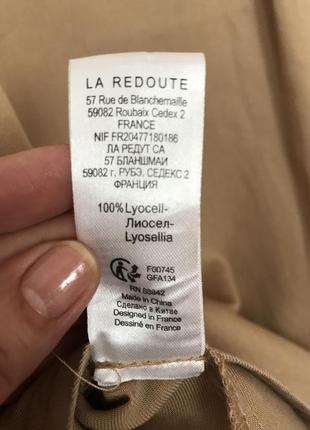 LA REDOUTE
57 Rue de Blanchemaille
59082 Roubaix Cedex 2
FRANCE
NIF FR20477180186
ЛА РЕДУТ СА
57 БЛАНШМАИ
59082 г. РУБЭ, СЕДЕКС 2
ФРАНЦИЯ
100%Lyocell-
Лиосел-
Lyosellia
F00745
GFA134
RN 88842
Made in China
Сделано в Китае
Designed in France
Dessiné en France